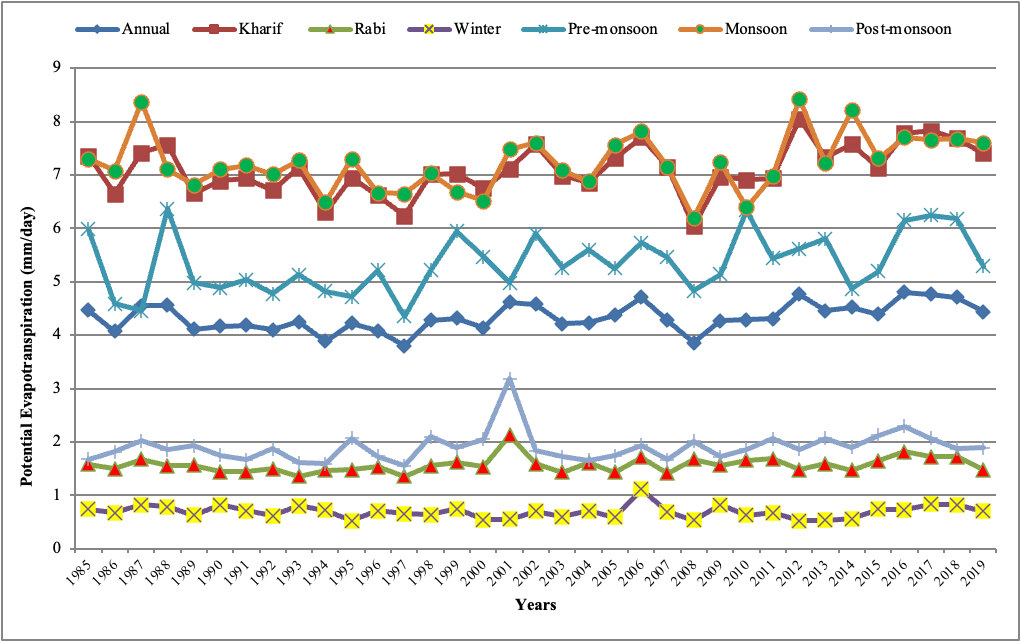 Annual Kharif Rabi Winter Pre-monsoon Monsoon Post-monsoon
9
8
7
6
5
4
3
2
1
0
Potential Evapotranspiration (mm/day)
1985 1986 1987 1988 1989 1990 1991 1992 1993 1994 1995 1996 1997 1998 1999 2000 2001 2002 2003 2004 2005 2006 2007 2008 2009 2010 2011 2012 2013 2014 2015 2016 2017 2018 2019
Years